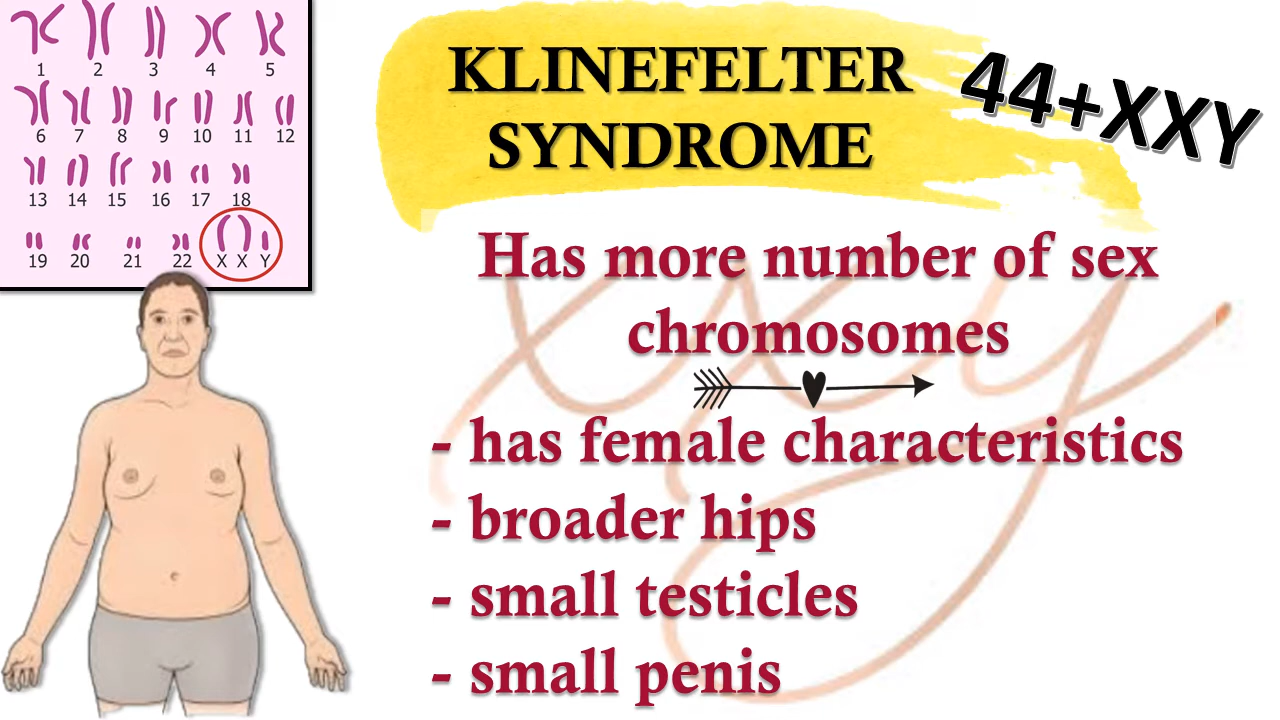 1 2 3 4 5
6 7 8 9 10 11 12
13 14 15 16 17 18
19 20 21 22 X X Y
KLINEFELTER
SYNDROME
44+XXY
Has more number of sex
chromosomes
- has female characteristics
- broader hips
- small testicles
- small penis
xxy